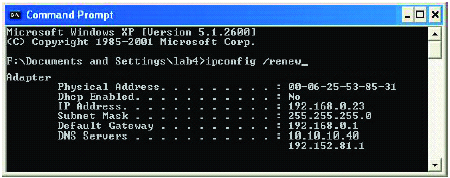 Command Prompt
Microsoft Windows XP [Version 5.1.2600]
(C) Copyright 1985-2001 Microsoft Corp.
F:\Documents and Settings\lab4>ipconfig /renew_
Adapter
Physical Address. . . . . . . . . . : 00-06-25-53-85-31
Dhcp Enabled. . . . . . . . . . . . : No
IP Address. . . . . . . . . . . . . : 192.168.0.23
Subnet Mack . . . . . . . . . . . . : 255.255.255.0
Default Gateway . . . . . . . . . . : 192.168.0.1
DNS Servers . . . . . . . . . . . . : 10.10.10.40
192.152.81.1